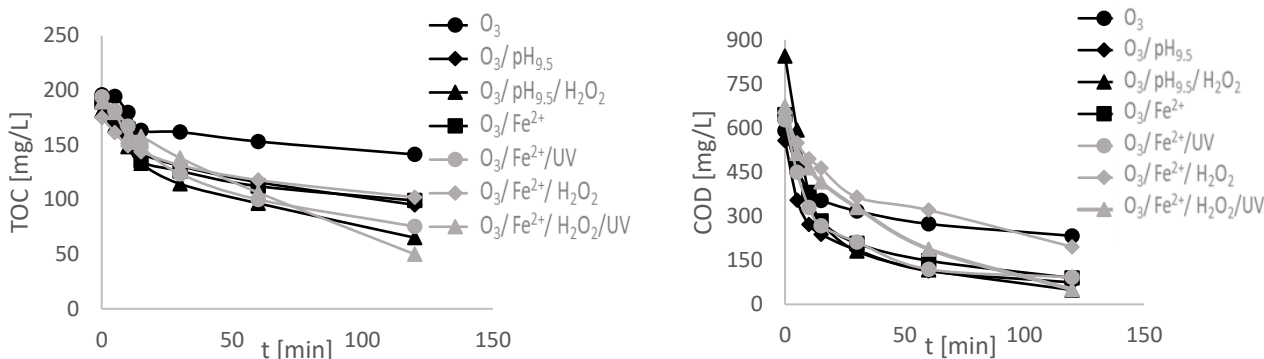 250
200
150
100
50
0
TOC [mg/L]
0
50
100
150
t [min]
O₃
O₃/ pH₉.₅
O₃/ pH₉.₅/ H₂O₂
O₃/ Fe²⁺
O₃/ Fe²⁺/UV
O₃/ Fe²⁺/ H₂O₂
O₃/ Fe²⁺/ H₂O₂/UV
900
750
600
450
300
150
0
COD [mg/L]
0
50
100
150
t [min]
O₃
O₃/ pH₉.₅
O₃/ pH₉.₅/ H₂O₂
O₃/ Fe²⁺
O₃/ Fe²⁺/UV
O₃/ Fe²⁺/ H₂O₂
O₃/ Fe²⁺/ H₂O₂/UV